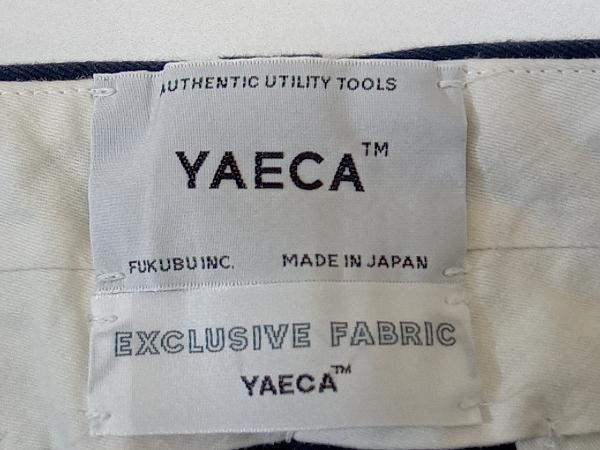 AUTHENTIC UTILITY TOOLS
YAECA™
FUKUBU INC. MADE IN JAPAN
EXCLUSIVE FABRIC
YAECA™